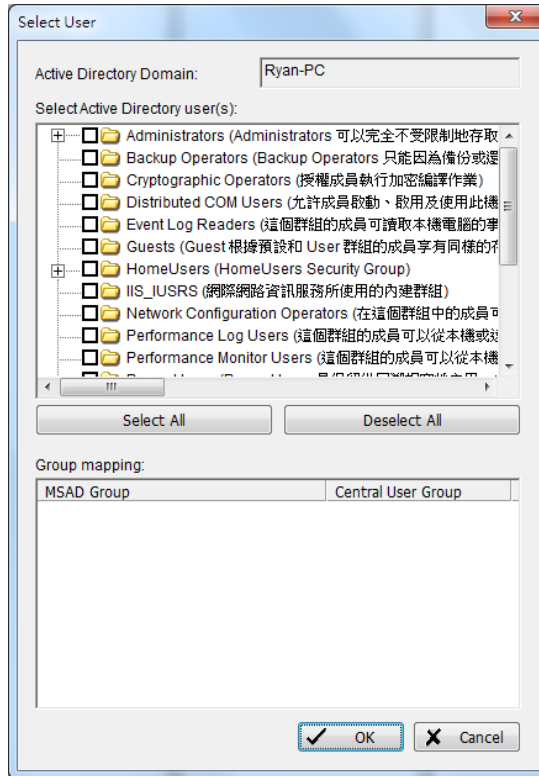 Select User
Active Directory Domain:
Ryan-PC
Select Active Directory user(s):
Administrators (Administrators 可以完全不受限制地存取
Backup Operators (Backup Operators 只能因為備份或還
Cryptographic Operators (授權成員執行加密編譯作業)
Distributed COM Users (允許成員啟動、啟用及使用此機
Event Log Readers (這個群組的成員可讀取本機電腦的事
Guests (Guest 根據預設和 User 群組的成員享有同樣的存
HomeUsers (HomeUsers Security Group)
IIS_IUSRS (網際網路資訊服務所使用的內建群組)
Network Configuration Operators (在這個群組中的成員可
Performance Log Users (這個群組的成員可以從本機或遠
Performance Monitor Users (這個群組的成員可以從本機
Select All
Deselect All
Group mapping:
MSAD Group
Central User Group
OK
Cancel